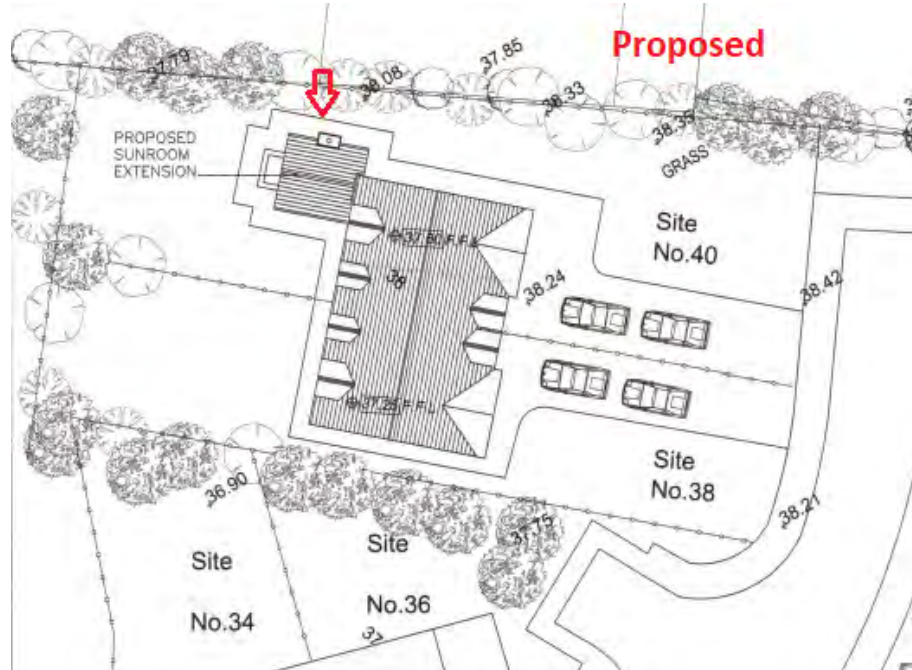 Proposed
37.79
38.08
37.85
38.33
38.35
PROPOSED
SUNROOM
EXTENSION
GRASS
Site
No.40
37.60 F.F.L
38
38.24
38.42
37.25 F.F.L
Site
No.38
36.90
37.75
38.21
Site
No.34
Site
No.36
37